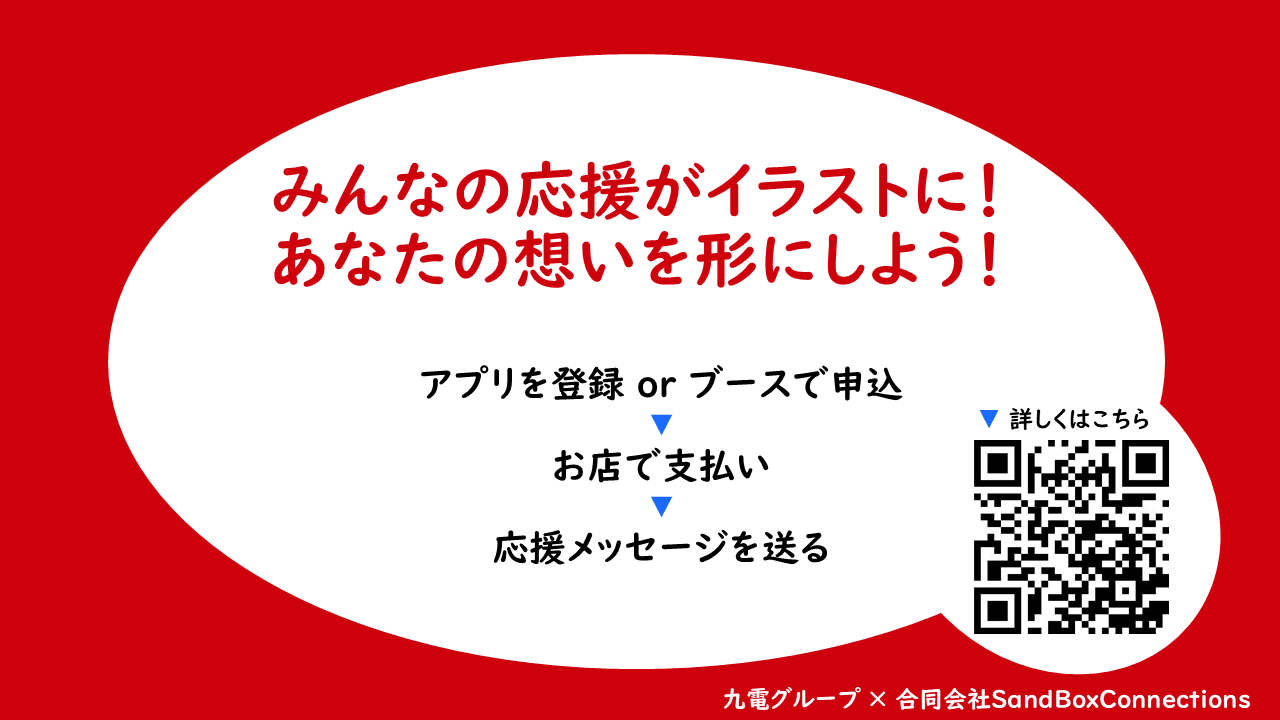 みんなの応援がイラストに！
あなたの想いを形にしよう！
アプリを登録 or ブースで申込
▼
お店で支払い
▼
応援メッセージを送る
▼ 詳しくはこちら
九電グループ × 合同会社SandBoxConnections